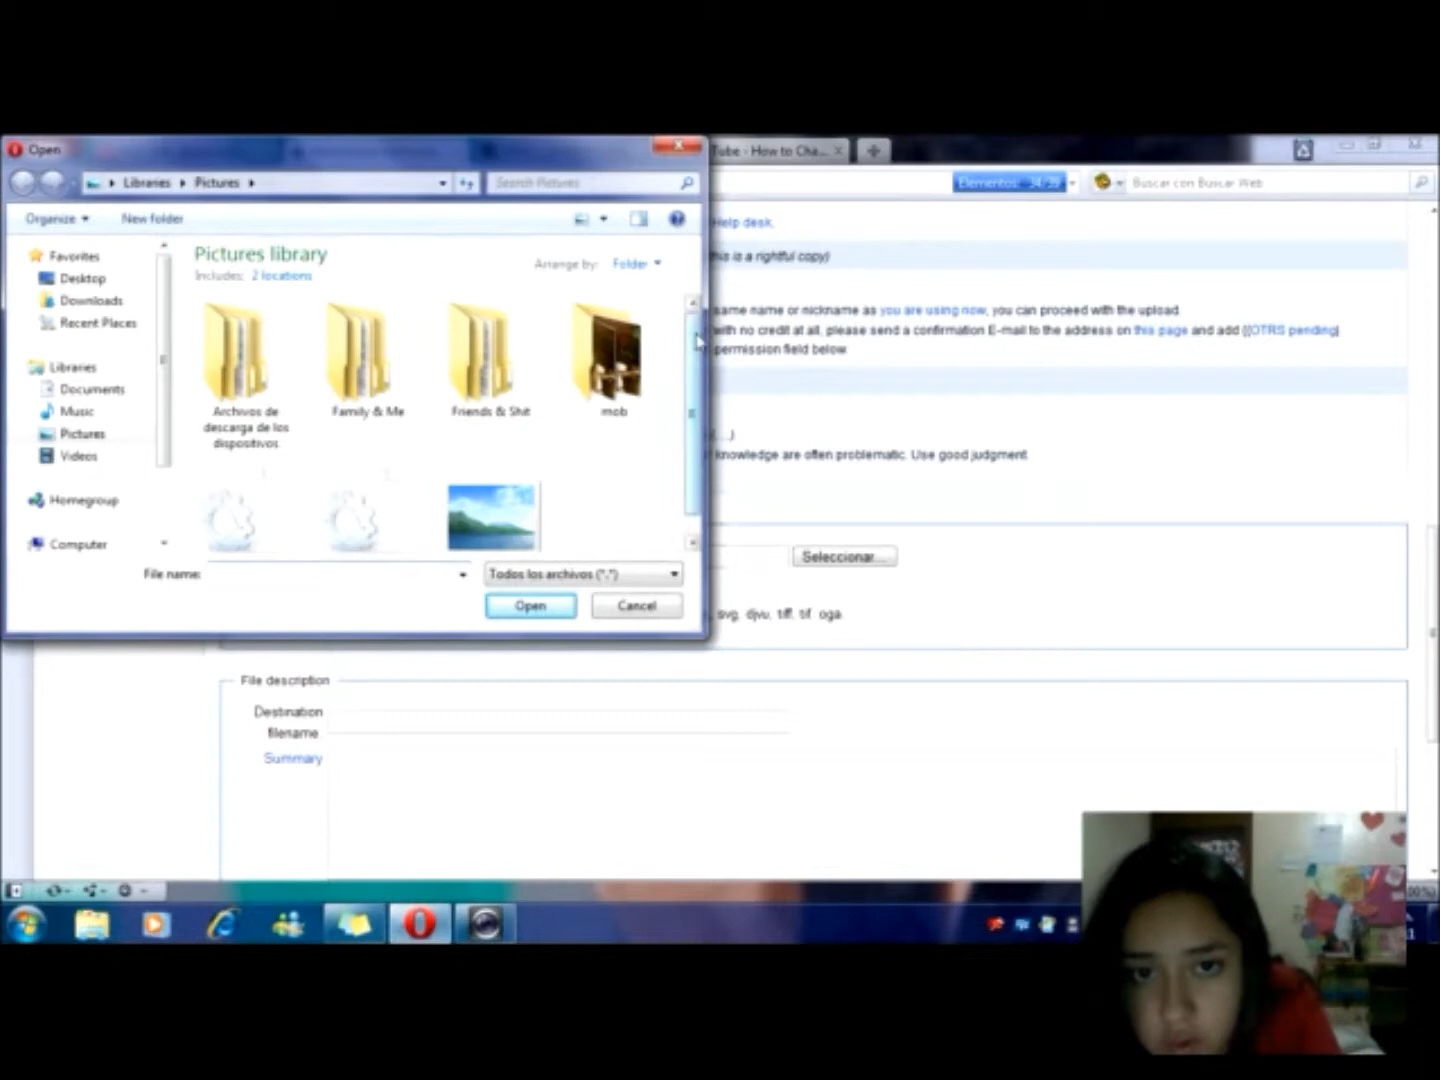 Open
Tube - How to Cha...
Libraries
Pictures
Search Pictures
Elementos: 34/39
Buscar con Buscar Web
Organize
New folder
Help desk.
Favorites
Desktop
Downloads
Recent Places
Libraries
Documents
Music
Pictures
Videos
Homegroup
Computer
Pictures library
Includes: 2 locations
Arrange by: Folder
Archivos de
descarga de los
dispositivos
Family & Me
Friends & Shit
mob
File name:
Todos los archivos (*.*)
Open
Cancel
this is a rightful copy)
same name or nickname as you are using now, you can proceed with the upload.
with no credit at all, please send a confirmation E-mail to the address on this page and add {{OTRS pending}
permission field below.
(...)
knowledge are often problematic. Use good judgment.
Seleccionar...
svg, djvu, tiff, tif, oga.
File description
Destination
filename:
Summary